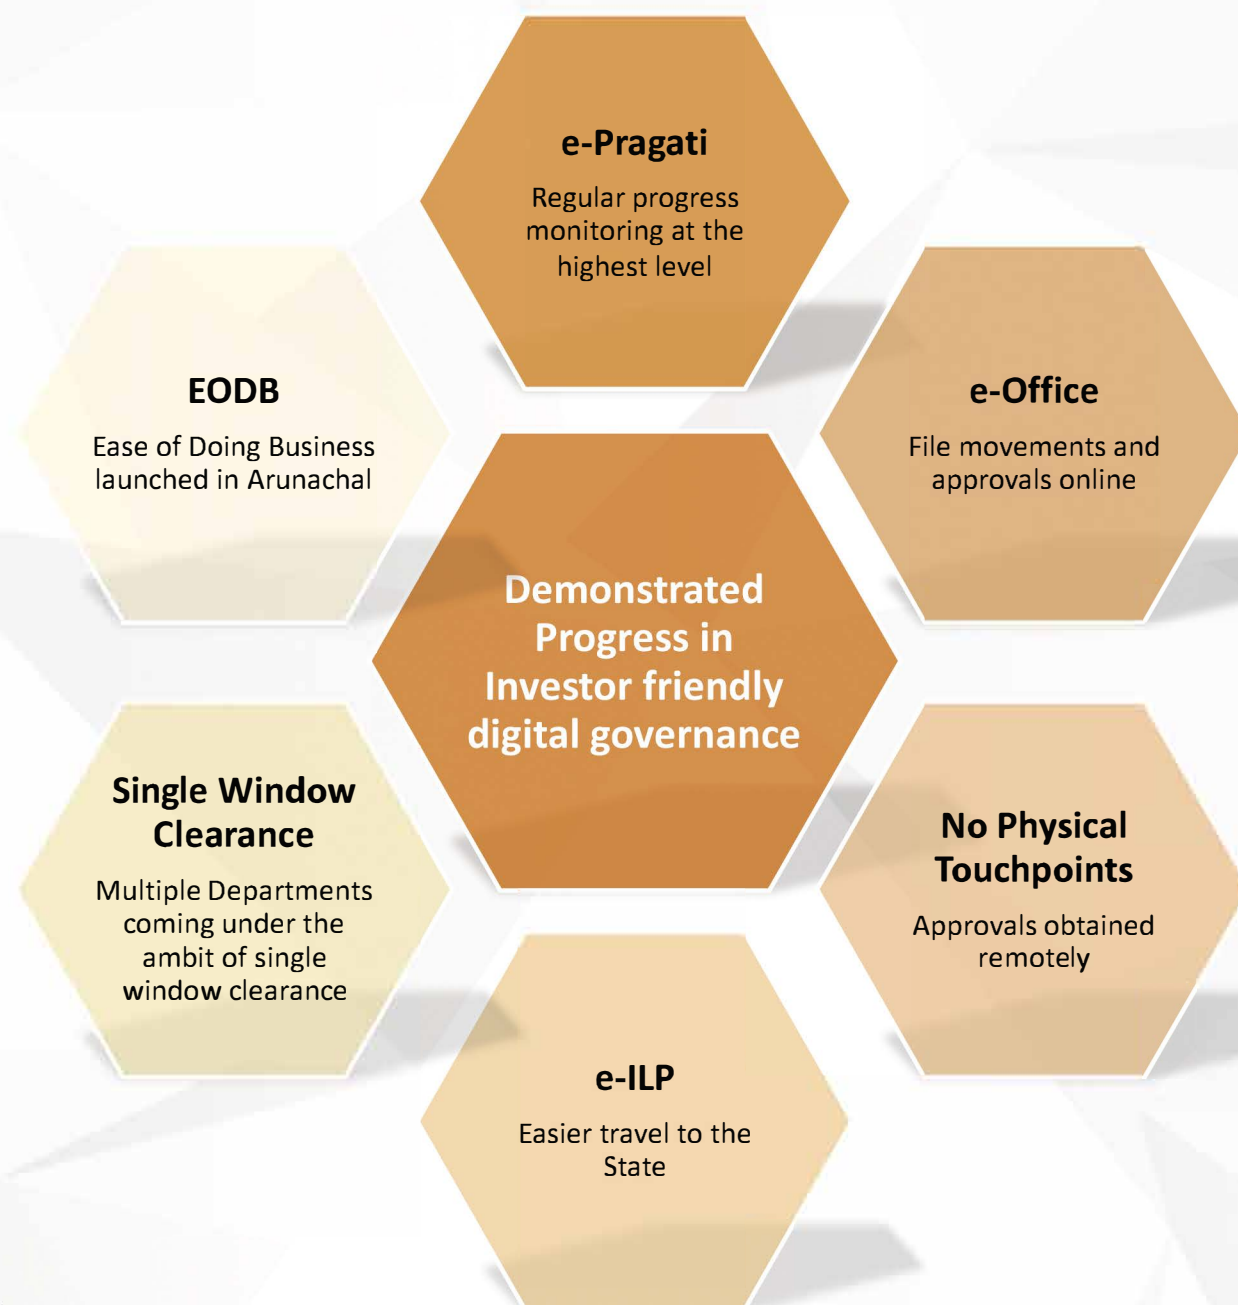 e-Pragati
Regular progress
monitoring at the
highest level
EODB
Ease of Doing Business
launched in Arunachal
e-Office
File movements and
approvals online
Demonstrated
Progress in
Investor friendly
digital governance
Single Window
Clearance
Multiple Departments
coming under the
ambit of single
window clearance
No Physical
Touchpoints
Approvals obtained
remotely
e-ILP
Easier travel to the
State